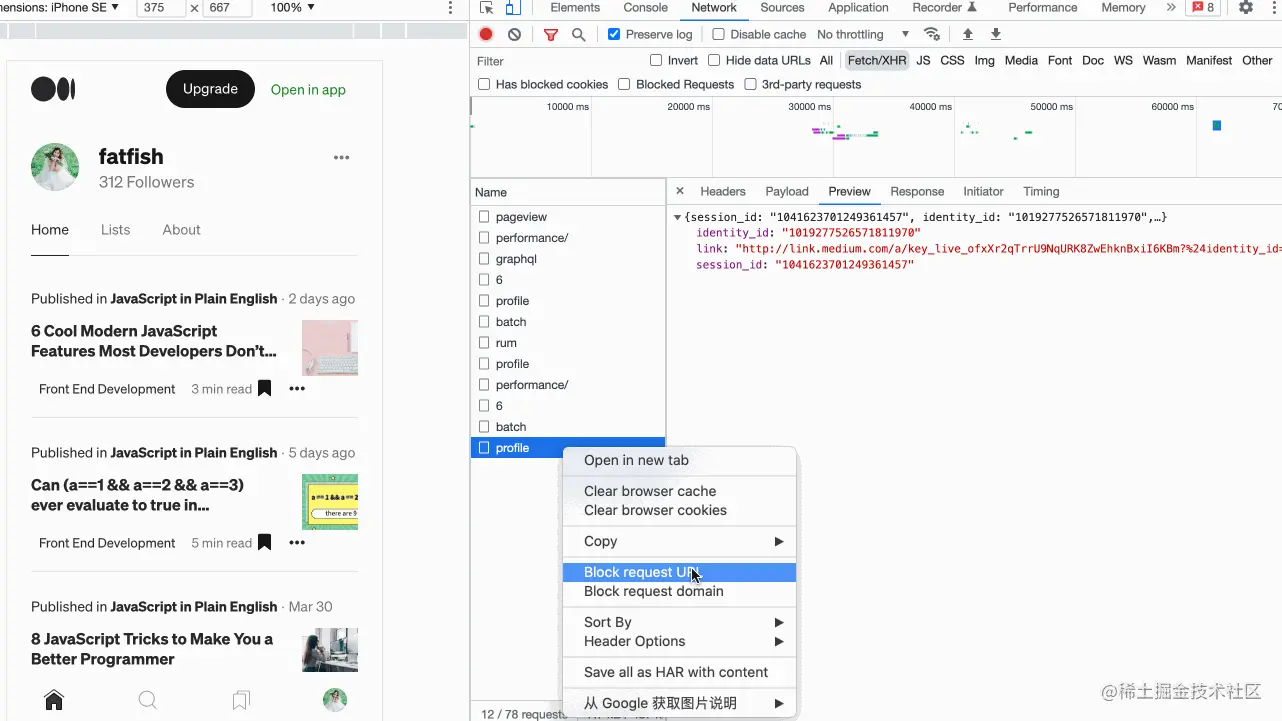 mensions: iPhone SE ▼ 375 × 667 100% ▼
Upgrade Open in app
fatfish
312 Followers
Home Lists About
Published in JavaScript in Plain English · 2 days ago
6 Cool Modern JavaScript
Features Most Developers Don't...
Front End Development 3 min read
Published in JavaScript in Plain English · 5 days ago
Can (a==1 && a==2 && a==3)
ever evaluate to true in...
a == 1 && a == 2
there are 9
Front End Development 5 min read
Published in JavaScript in Plain English · Mar 30
8 JavaScript Tricks to Make You a
Better Programmer
Elements Console Network Sources Application Recorder Performance Memory » 8
Preserve log Disable cache No throttling ▼
Filter Invert Hide data URLs All Fetch/XHR JS CSS Img Media Font Doc WS Wasm Manifest Other
Has blocked cookies Blocked Requests 3rd-party requests
10000 ms 20000 ms 30000 ms 40000 ms 50000 ms 60000 ms
Name
pageview
performance/
graphql
6
profile
batch
rum
profile
performance/
6
batch
profile
12 / 78 requests
× Headers Payload Preview Response Initiator Timing
▼{session_id: "1041623701249361457", identity_id: "1019277526571811970",…}
identity_id: "1019277526571811970"
link: "http://link.medium.com/a/key_live_ofxXr2qTrrU9NqURK8ZwEhknBxiI6KBm?%24identity_id=
session_id: "1041623701249361457"
Open in new tab
Clear browser cache
Clear browser cookies
Copy ▶
Block request URL
Block request domain
Sort By ▶
Header Options ▶
Save all as HAR with content
从 Google 获取图片说明 ▶
@稀土掘金技术社区